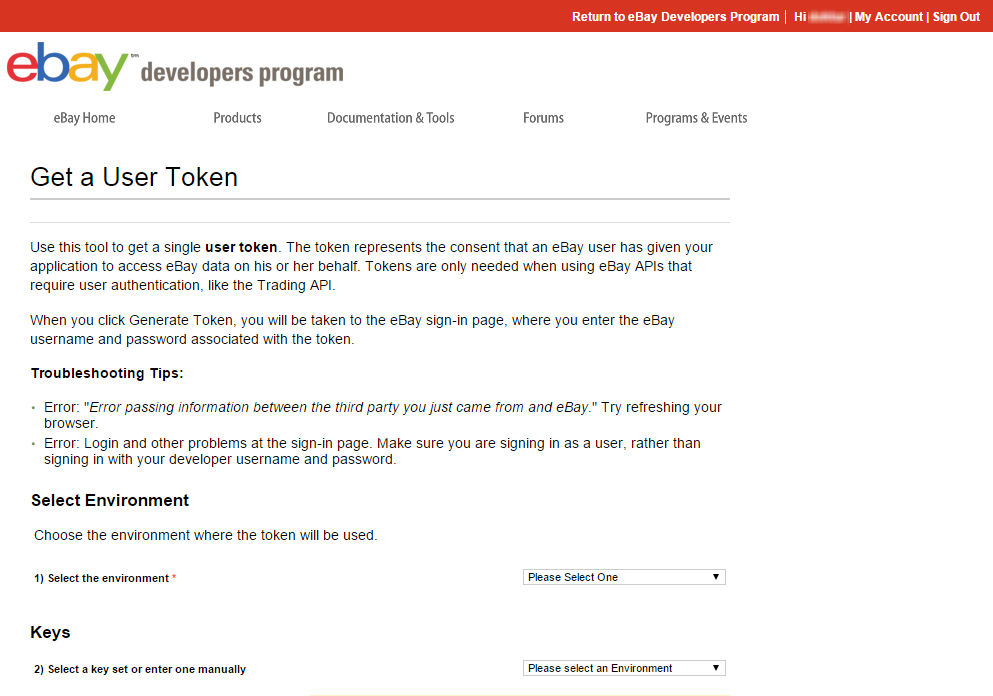 Return to eBay Developers Program | Hi | My Account | Sign Out
ebay™ developers program
eBay Home Products Documentation & Tools Forums Programs & Events
Get a User Token
Use this tool to get a single user token. The token represents the consent that an eBay user has given your
application to access eBay data on his or her behalf. Tokens are only needed when using eBay APIs that
require user authentication, like the Trading API.
When you click Generate Token, you will be taken to the eBay sign-in page, where you enter the eBay
username and password associated with the token.
Troubleshooting Tips:
• Error: "Error passing information between the third party you just came from and eBay." Try refreshing your
browser.
• Error: Login and other problems at the sign-in page. Make sure you are signing in as a user, rather than
signing in with your developer username and password.
Select Environment
Choose the environment where the token will be used.
1) Select the environment * Please Select One ▼
Keys
2) Select a key set or enter one manually Please select an Environment ▼